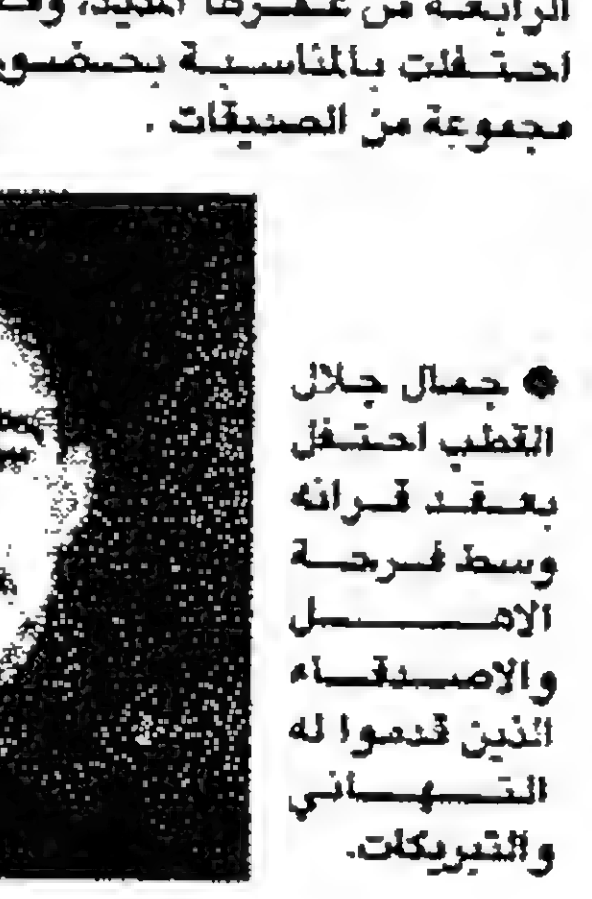 الرابعة من عمرها المديد، وقد
احتفلت بالمناسبة بحضور
مجموعة من الصديقات .
● جمال جلال
القطب احتفل
بعقد قرانه
وسط فرحة
الاهل
والاصدقاء
الذين قدموا له
التهاني
والتبريكات.